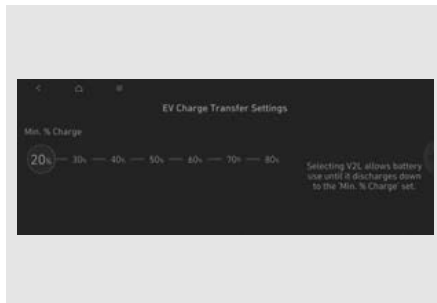 EV Charge Transfer Settings
Min. % Charge
20% 30% 40% 50% 60% 70% 80%
Selecting V2L allows battery
use until it discharges down
to the 'Min. % Charge' set.